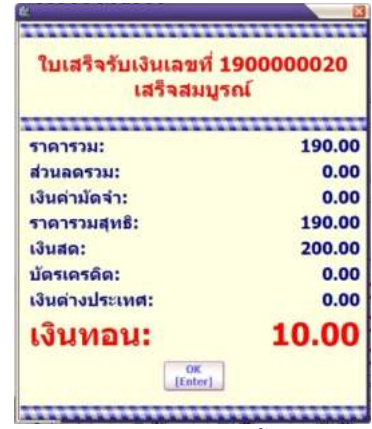 ใบเสร็จรับเงินเลขที่ 1900000020
เสร็จสมบูรณ์
ราคารวม: 190.00
ส่วนลดรวม: 0.00
เงินค่ามัดจำ: 0.00
ราคารวมสุทธิ: 190.00
เงินสด: 200.00
บัตรเครดิต: 0.00
เงินต่างประเทศ: 0.00
เงินทอน: 10.00
OK
[Enter]